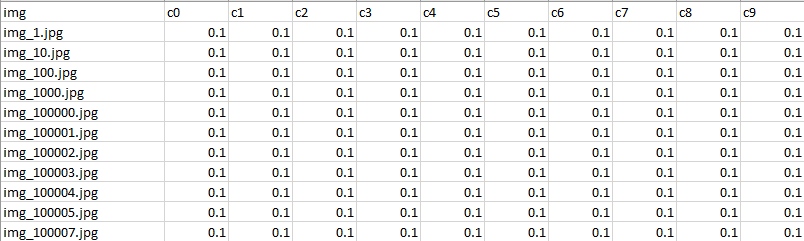 img c0 c1 c2 c3 c4 c5 c6 c7 c8 c9
img_1.jpg 0.1 0.1 0.1 0.1 0.1 0.1 0.1 0.1 0.1 0.1
img_10.jpg 0.1 0.1 0.1 0.1 0.1 0.1 0.1 0.1 0.1 0.1
img_100.jpg 0.1 0.1 0.1 0.1 0.1 0.1 0.1 0.1 0.1 0.1
img_1000.jpg 0.1 0.1 0.1 0.1 0.1 0.1 0.1 0.1 0.1 0.1
img_100000.jpg 0.1 0.1 0.1 0.1 0.1 0.1 0.1 0.1 0.1 0.1
img_100001.jpg 0.1 0.1 0.1 0.1 0.1 0.1 0.1 0.1 0.1 0.1
img_100002.jpg 0.1 0.1 0.1 0.1 0.1 0.1 0.1 0.1 0.1 0.1
img_100003.jpg 0.1 0.1 0.1 0.1 0.1 0.1 0.1 0.1 0.1 0.1
img_100004.jpg 0.1 0.1 0.1 0.1 0.1 0.1 0.1 0.1 0.1 0.1
img_100005.jpg 0.1 0.1 0.1 0.1 0.1 0.1 0.1 0.1 0.1 0.1
img_100007.jpg 0.1 0.1 0.1 0.1 0.1 0.1 0.1 0.1 0.1 0.1